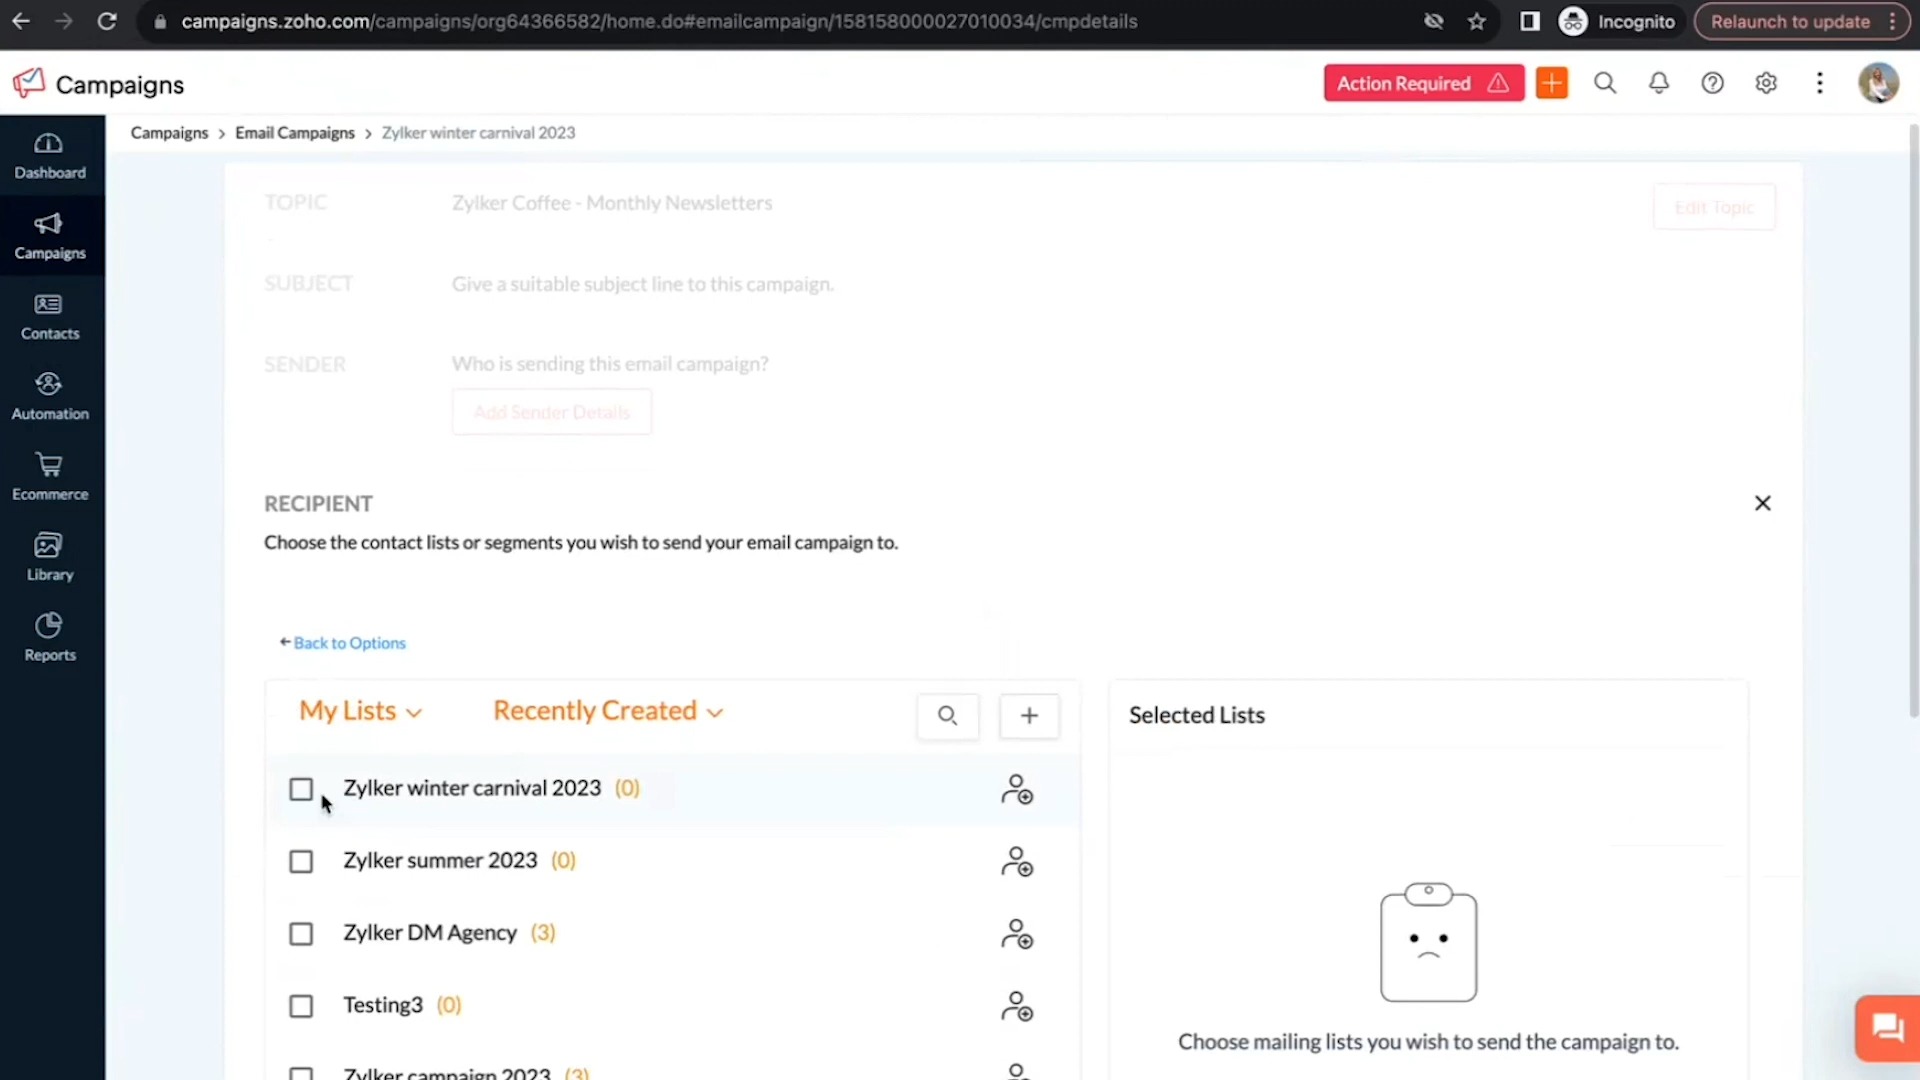 campaigns.zoho.com/campaigns/org64366582/home.do#emailcampaign/158158000027010034/cmpdetails
Incognito
Relaunch to update
Campaigns
Action Required
Campaigns > Email Campaigns > Zylker winter carnival 2023
Dashboard
Campaigns
Contacts
Automation
Ecommerce
Library
Reports
TOPIC
Zylker Coffee - Monthly Newsletters
Edit Topic
SUBJECT
Give a suitable subject line to this campaign.
SENDER
Who is sending this email campaign?
Add Sender Details
RECIPIENT
Choose the contact lists or segments you wish to send your email campaign to.
Back to Options
My Lists
Recently Created
Zylker winter carnival 2023 (0)
Zylker summer 2023 (0)
Zylker DM Agency (3)
Testing3 (0)
Zylker campaign 2023 (3)
Selected Lists
Choose mailing lists you wish to send the campaign to.